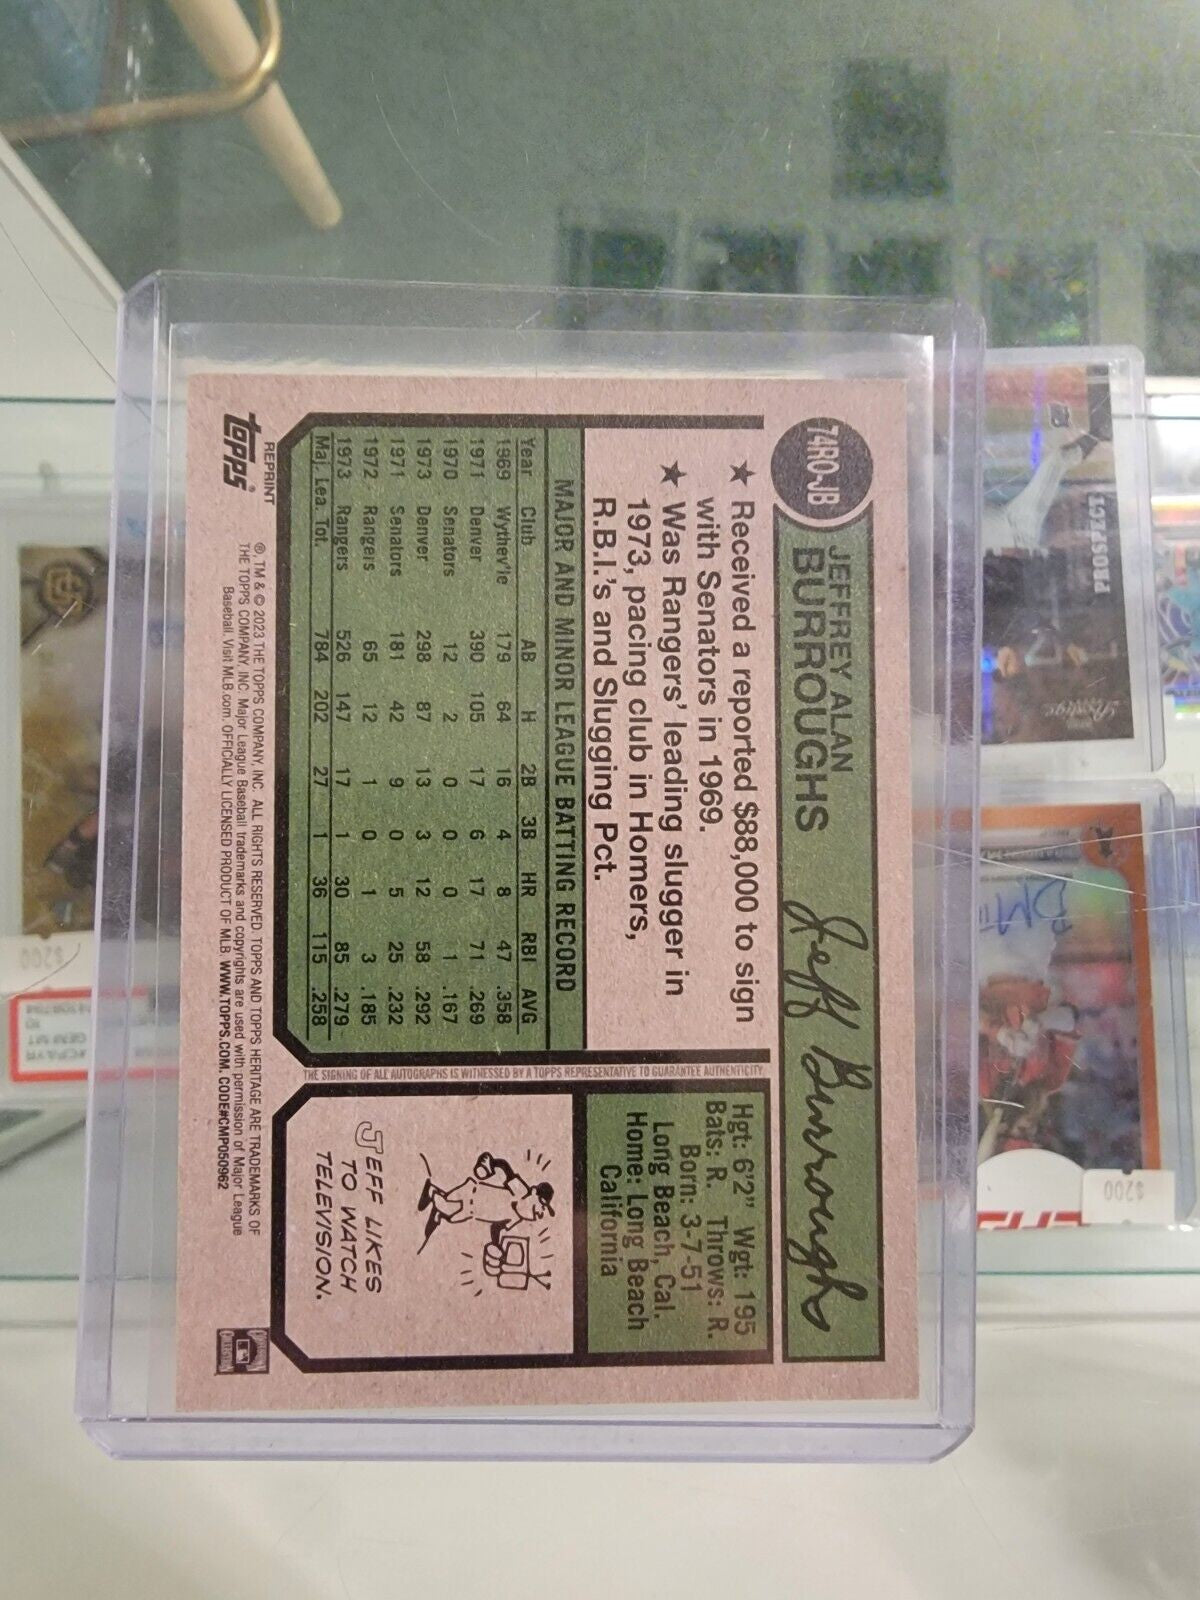 74RO-JB
JEFFREY ALAN
BURROUGHS
Jeff Burroughs
★ Received a reported $88,000 to sign
with Senators in 1969.
★ Was Rangers' leading slugger in
1973, pacing club in Homers,
R.B.I.'s and Slugging Pct.
MAJOR AND MINOR LEAGUE BATTING RECORD
Year Club AB H 2B 3B HR RBI AVG
1969 Wythev'le 179 64 16 4 8 47 .358
1971 Denver 390 105 17 6 17 71 .269
1970 Senators 12 2 0 0 0 1 .167
1973 Denver 298 87 13 3 12 58 .292
1971 Senators 181 42 9 0 5 25 .232
1972 Rangers 65 12 1 0 1 3 .185
1973 Rangers 526 147 17 1 30 85 .279
Maj. Lea. Tot. 784 202 27 1 36 115 .258
THE SIGNING OF ALL AUTOGRAPHS IS WITNESSED BY A TOPPS REPRESENTATIVE TO GUARANTEE AUTHENTICITY
Hgt: 6'2" Wgt: 195
Bats: R. Throws: R.
Born: 3-7-51
Long Beach, Cal.
Home: Long Beach
California
JEFF LIKES
TO WATCH
TELEVISION.
REPRINT
topps®
®, TM & © 2023 THE TOPPS COMPANY, INC. ALL RIGHTS RESERVED. TOPPS AND TOPPS HERITAGE ARE TRADEMARKS OF
THE TOPPS COMPANY, INC. Major League Baseball trademarks and copyrights are used with permission of Major League
Baseball. Visit MLB.com. OFFICIALLY LICENSED PRODUCT OF MLB. WWW.TOPPS.COM. CODE#CMP050962
PROSPECT
Prestige
$200
$200
GEM MT
10